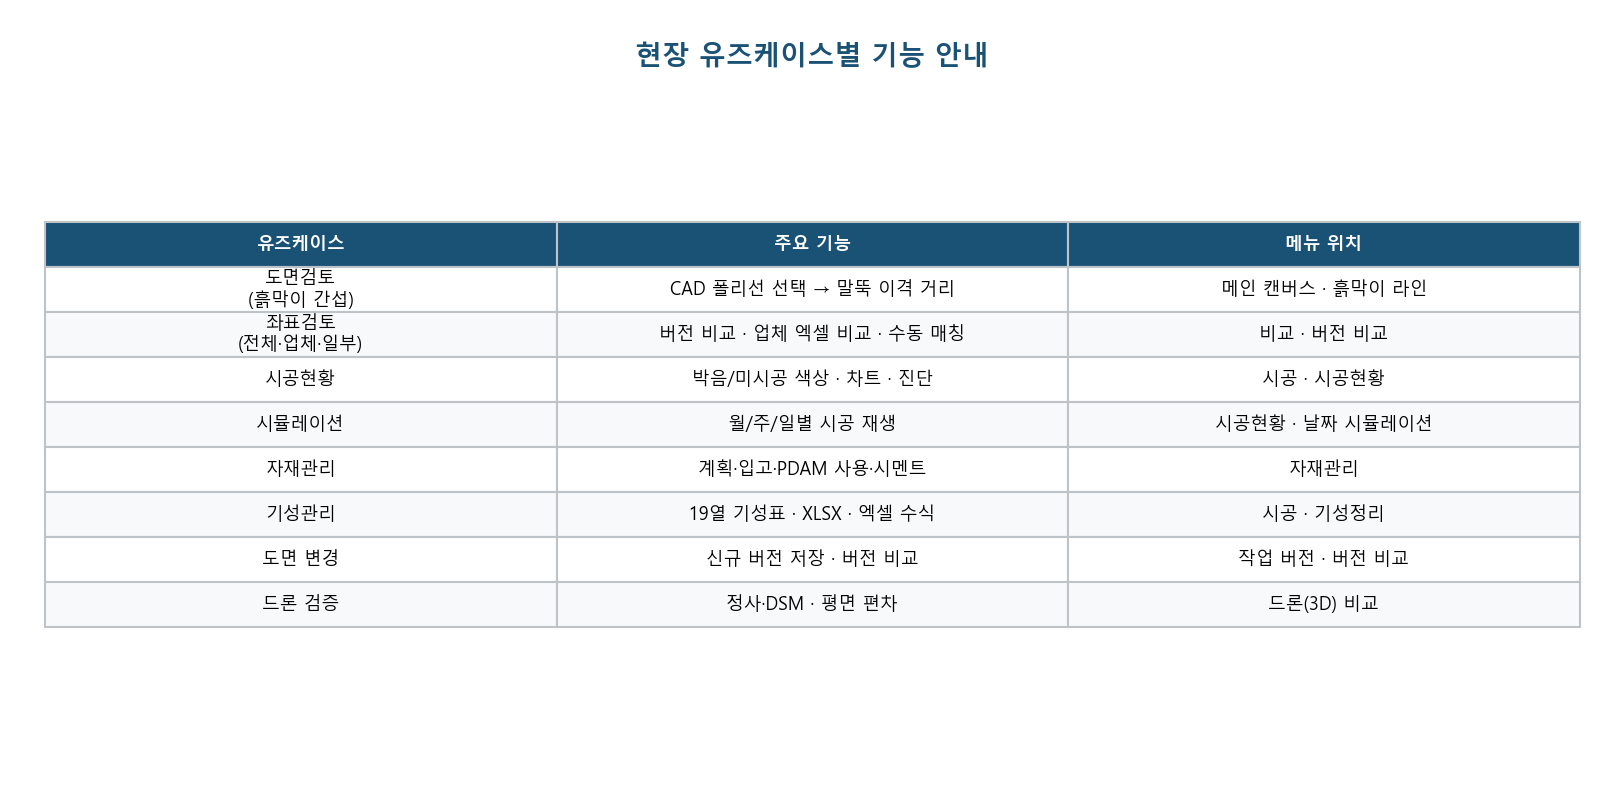 현장 유즈케이스별 기능 안내
유즈케이스 주요 기능 메뉴 위치
도면검토
(흙막이 간섭) CAD 폴리선 선택 → 말뚝 이격 거리 메인 캔버스 · 흙막이 라인
좌표검토
(전체·업체·일부) 버전 비교 · 업체 엑셀 비교 · 수동 매칭 비교 · 버전 비교
시공현황 박음/미시공 색상 · 차트 · 진단 시공 · 시공현황
시뮬레이션 월/주/일별 시공 재생 시공현황 · 날짜 시뮬레이션
자재관리 계획·입고·PDAM 사용·시멘트 자재관리
기성관리 19열 기성표 · XLSX · 엑셀 수식 시공 · 기성정리
도면 변경 신규 버전 저장 · 버전 비교 작업 버전 · 버전 비교
드론 검증 정사·DSM · 평면 편차 드론(3D) 비교